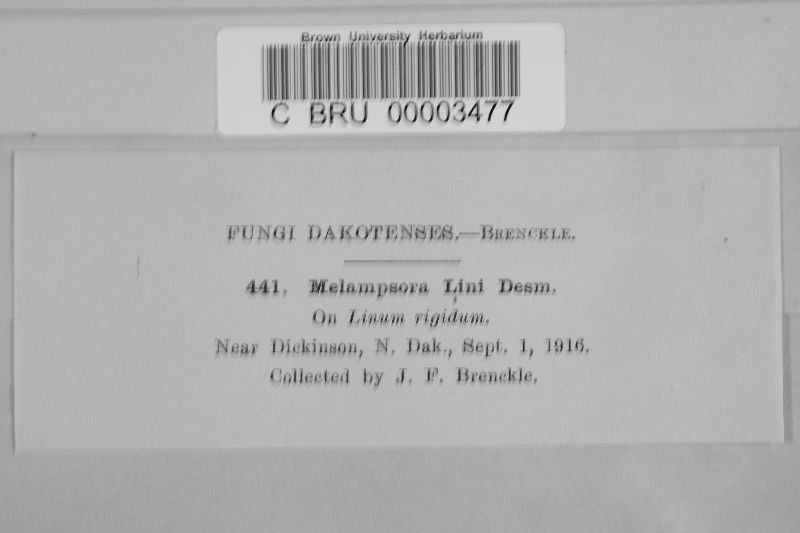 Brown University Herbarium
C BRU 00003477
FUNGI DAKOTENSES.—BRENCKLE.
441. Melampsora Lini Desm.
On Linum rigidum.
Near Dickinson, N. Dak., Sept. 1, 1916.
Collected by J. F. Brenckle.